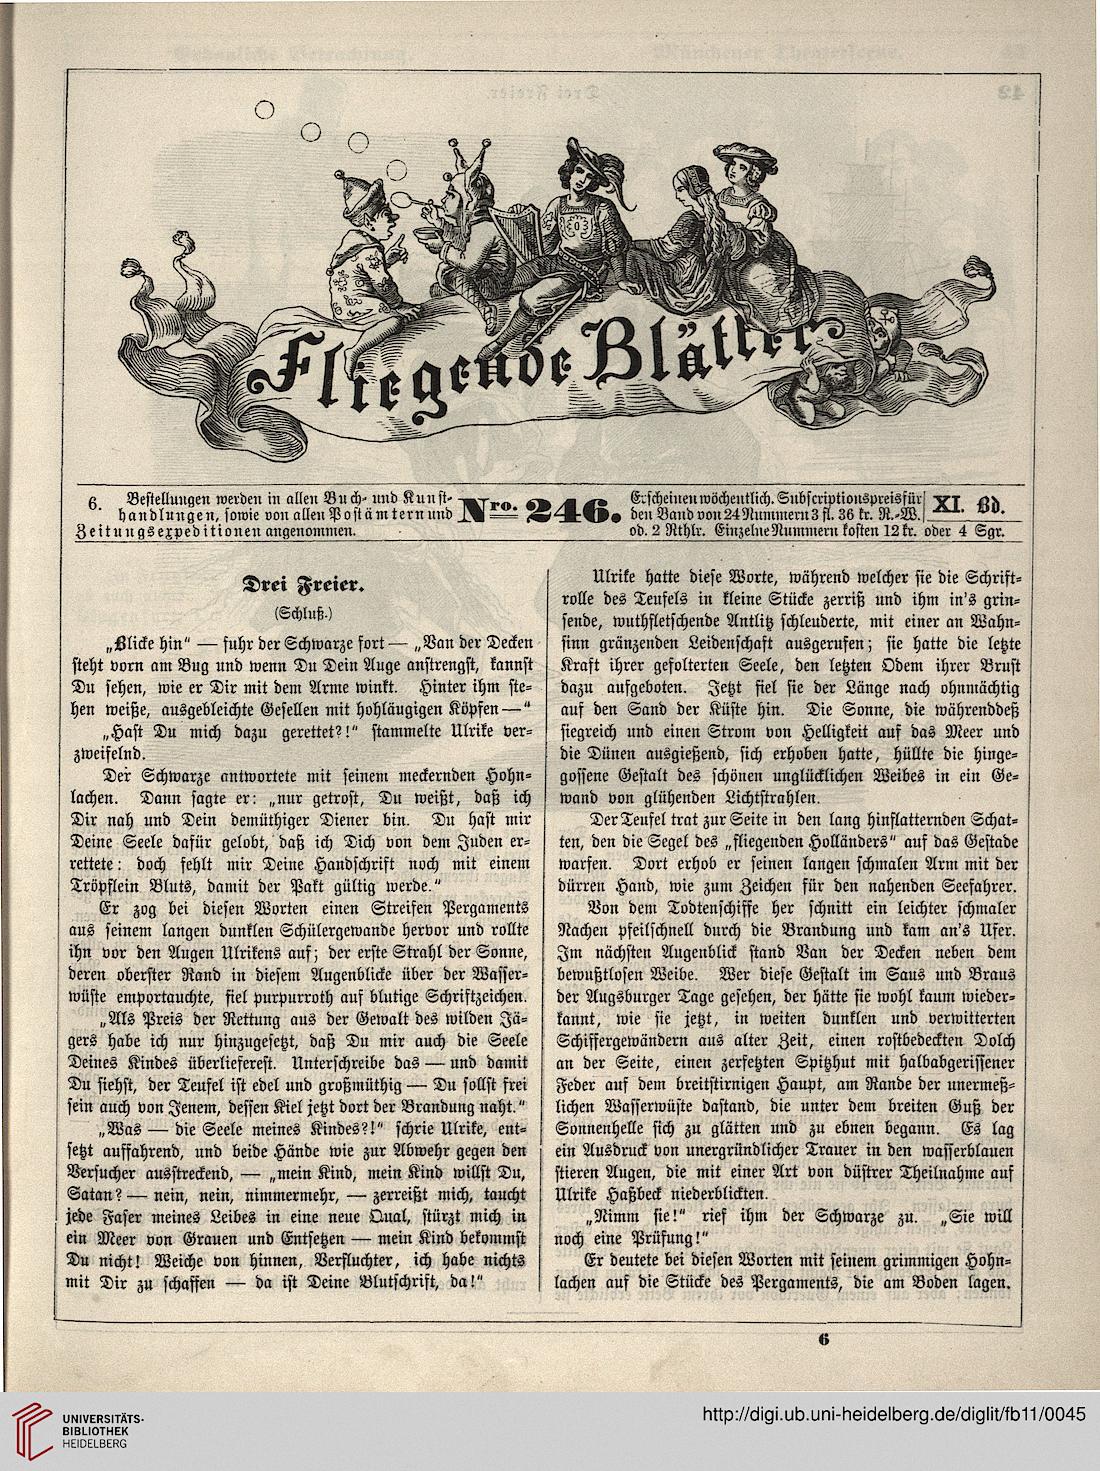 Fliegende Blätter
6.
Bestellungen werden in allen Buch- und Kunst-
handlungen, sowie von allen Postämtern und
Zeitungsexpeditionen angenommen.
Nro. 246.
Erscheinen wöchentlich. Subscriptionspreis für
den Band von 24 Nummern 3 fl. 36 kr. R.-W.
od. 2 Rthlr. Einzelne Nummern kosten 12 kr. oder 4 Sgr.
XI. Bd.
Drei Freier.
(Schluß.)
„Blicke hin“ — fuhr der Schwarze fort — „Van der Decken
steht vorn am Bug und wenn Du Dein Auge anstrengst, kannst
Du sehen, wie er Dir mit dem Arme winkt. Hinter ihm ste-
hen weiße, ausgebleichte Gesellen mit hohläugigen Köpfen — “
„Hast Du mich dazu gerettet?!“ stammelte Ulrike ver-
zweifelnd.
Der Schwarze antwortete mit seinem meckernden Hohn-
lachen. Dann sagte er: „nur getrost, Du weißt, daß ich
Dir nah und Dein demüthiger Diener bin. Du hast mir
Deine Seele dafür gelobt, daß ich Dich von dem Juden er-
rettete: doch fehlt mir Deine Handschrift noch mit einem
Tröpflein Bluts, damit der Pakt gültig werde.“
Er zog bei diesen Worten einen Streifen Pergaments
aus seinem langen dunklen Schülergewande hervor und rollte
ihn vor den Augen Ulrikens auf; der erste Strahl der Sonne,
deren oberster Rand in diesem Augenblicke über der Wasser-
wüste emportauchte, fiel purpurroth auf blutige Schriftzeichen.
„Als Preis der Rettung aus der Gewalt des wilden Jä-
gers habe ich nur hinzugesetzt, daß Du mir auch die Seele
Deines Kindes überlieferest. Unterschreibe das — und damit
Du siehst, der Teufel ist edel und großmüthig — Du sollst frei
sein auch von Jenem, dessen Kiel jetzt dort der Brandung naht.“
„Was — die Seele meines Kindes?!“ schrie Ulrike, ent-
setzt auffahrend, und beide Hände wie zur Abwehr gegen den
Versucher ausstreckend, — „mein Kind, mein Kind willst Du,
Satan? — nein, nein, nimmermehr, — zerreißt mich, taucht
jede Faser meines Leibes in eine neue Qual, stürzt mich in
ein Meer von Grauen und Entsetzen — mein Kind bekommst
Du nicht! Weiche von hinnen, Verfluchter, ich habe nichts
mit Dir zu schaffen — da ist Deine Blutschrift, da!“
Ulrike hatte diese Worte, während welcher sie die Schrift-
rolle des Teufels in kleine Stücke zerriß und ihm in's grin-
sende, wuthfletschende Antlitz schleuderte, mit einer an Wahn-
sinn gränzenden Leidenschaft ausgerufen; sie hatte die letzte
Kraft ihrer gefolterten Seele, den letzten Odem ihrer Brust
dazu aufgeboten. Jetzt fiel sie der Länge nach ohnmächtig
auf den Sand der Küste hin. Die Sonne, die währenddeß
siegreich und einen Strom von Helligkeit auf das Meer und
die Dünen ausgießend, sich erhoben hatte, hüllte die hinge-
gossene Gestalt des schönen unglücklichen Weibes in ein Ge-
wand von glühenden Lichtstrahlen.
Der Teufel trat zur Seite in den lang hinflatternden Schat-
ten, den die Segel des „fliegenden Holländers“ auf das Gestade
warfen. Dort erhob er seinen langen schmalen Arm mit der
dürren Hand, wie zum Zeichen für den nahenden Seefahrer.
Von dem Todtenschiffe her schnitt ein leichter schmaler
Nachen pfeilschnell durch die Brandung und kam an's Ufer.
Im nächsten Augenblick stand Van der Decken neben dem
bewußtlosen Weibe. Wer diese Gestalt im Saus und Braus
der Augsburger Tage gesehen, der hätte sie wohl kaum wieder-
kannt, wie sie jetzt, in weiten dunklen und verwitterten
Schiffergewändern aus alter Zeit, einen rostbedeckten Dolch
an der Seite, einen zerfetzten Spitzhut mit halbabgerissener
Feder auf dem breitstirnigen Haupt, am Rande der unermeß-
lichen Wasserwüste dastand, die unter dem breiten Guß der
Sonnenhelle sich zu glätten und zu ebnen begann. Es lag
ein Ausdruck von unergründlicher Trauer in den wasserblauen
stieren Augen, die mit einer Art von düstrer Theilnahme auf
Ulrike Haßbeck niederblickten.
„Nimm sie!“ rief ihm der Schwarze zu. „Sie will
noch eine Prüfung!“
Er deutete bei diesen Worten mit seinem grimmigen Hohn-
lachen auf die Stücke des Pergaments, die am Boden lagen.
6
UNIVERSITÄTS-
BIBLIOTHEK
HEIDELBERG
http://digi.ub.uni-heidelberg.de/diglit/fb11/0045